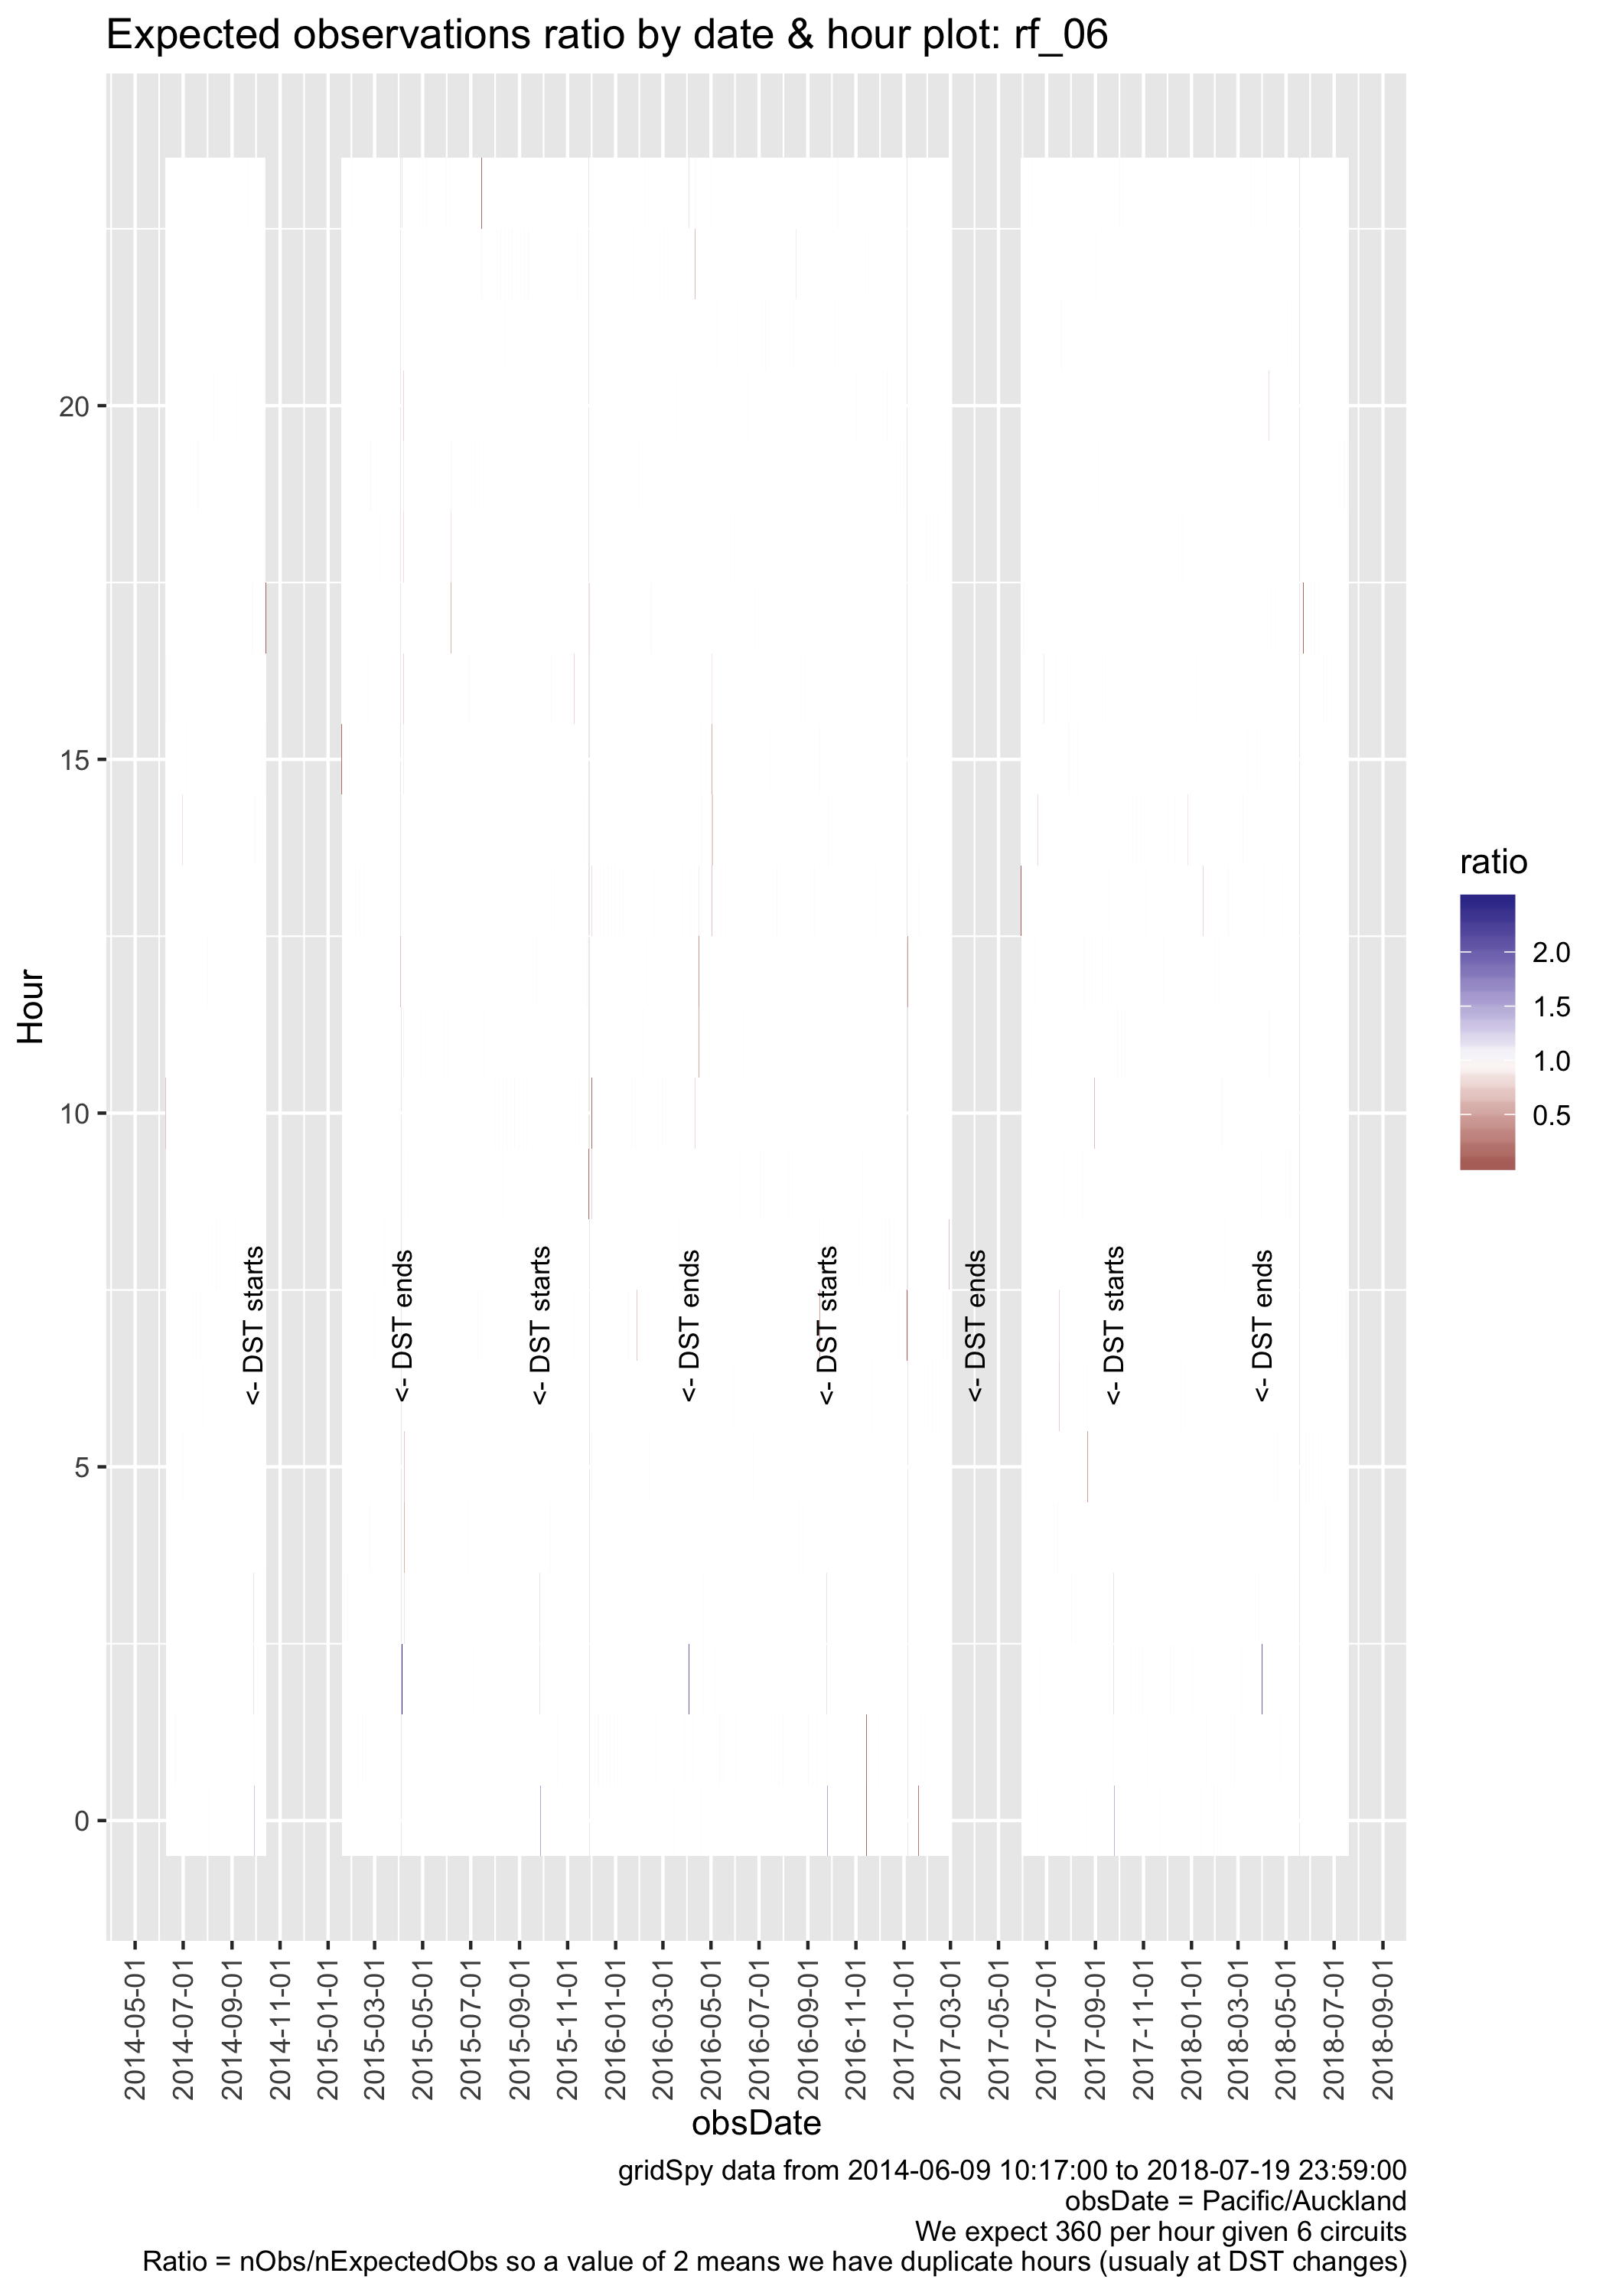 Expected observations ratio by date & hour plot: rf_06
20
15
10
5
0
Hour
<- DST starts
<- DST ends
<- DST starts
<- DST ends
<- DST starts
<- DST ends
<- DST starts
<- DST ends
ratio
2.0
1.5
1.0
0.5
2014-05-01
2014-07-01
2014-09-01
2014-11-01
2015-01-01
2015-03-01
2015-05-01
2015-07-01
2015-09-01
2015-11-01
2016-01-01
2016-03-01
2016-05-01
2016-07-01
2016-09-01
2016-11-01
2017-01-01
2017-03-01
2017-05-01
2017-07-01
2017-09-01
2017-11-01
2018-01-01
2018-03-01
2018-05-01
2018-07-01
2018-09-01
obsDate
gridSpy data from 2014-06-09 10:17:00 to 2018-07-19 23:59:00
obsDate = Pacific/Auckland
We expect 360 per hour given 6 circuits
Ratio = nObs/nExpectedObs so a value of 2 means we have duplicate hours (usualy at DST changes)